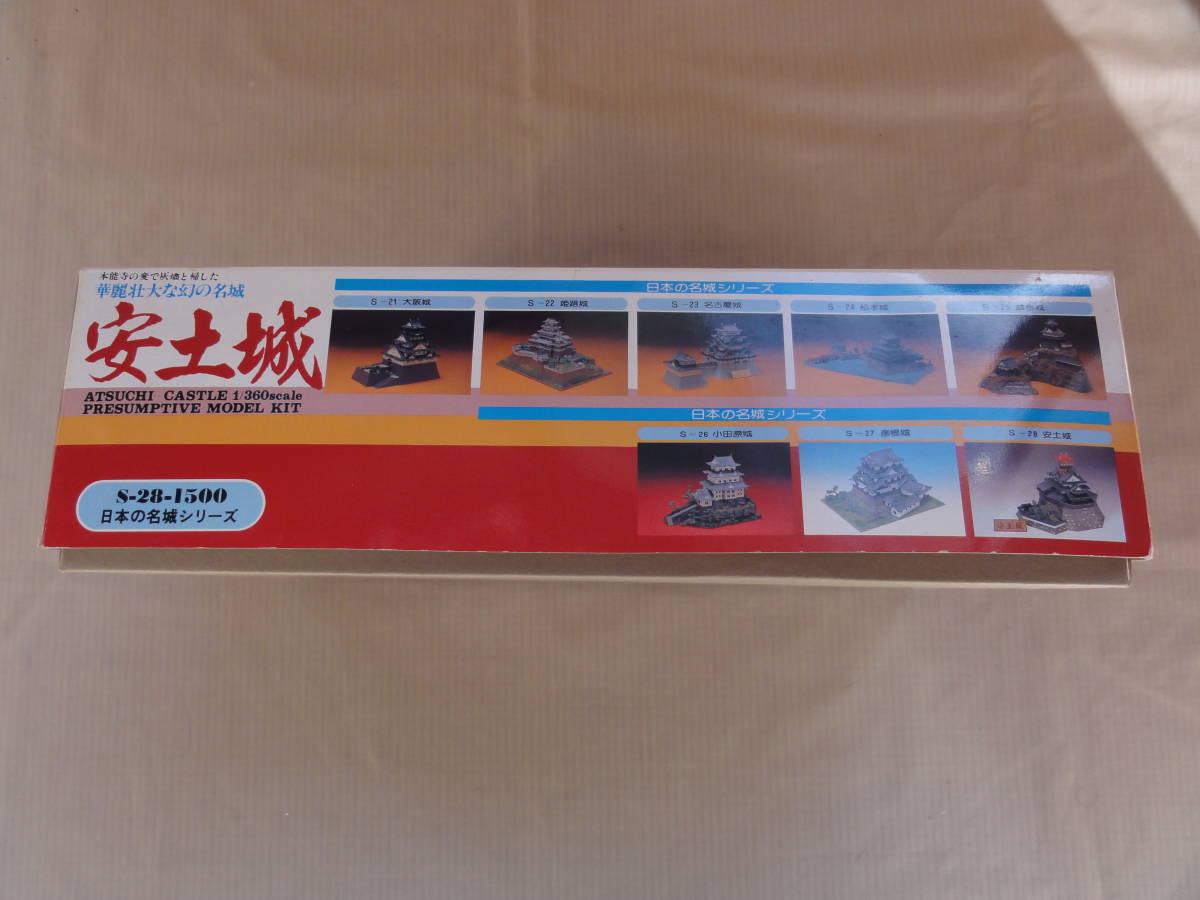 本能寺の変で灰燼と帰した
華麗壮大な幻の名城
安土城
ATSUCHI CASTLE 1/360scale
PRESUMPTIVE MODEL KIT
S-28-1500
日本の名城シリーズ
日本の名城シリーズ
S-21 大阪城
S-22 姫路城
S-23 名古屋城
S-24 松本城
S-25
日本の名城シリーズ
S-26 小田原城
S-27 彦根城
S-28 安土城
安土城